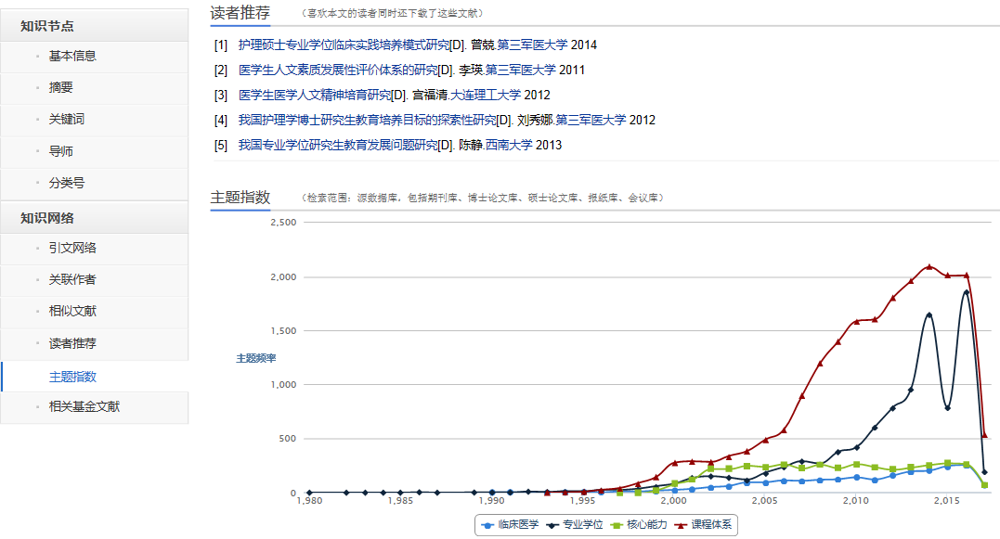 知识节点
基本信息
摘要
关键词
导师
分类号
知识网络
引文网络
关联作者
相似文献
读者推荐
主题指数
相关基金文献
读者推荐 （喜欢本文的读者同时还下载了这些文献）
[1] 护理硕士专业学位临床实践培养模式研究[D]. 曾兢.第三军医大学 2014
[2] 医学生人文素质发展性评价体系的研究[D]. 李瑛.第三军医大学 2011
[3] 医学生医学人文精神培育研究[D]. 宫福清.大连理工大学 2012
[4] 我国护理学博士研究生教育培养目标的探索性研究[D]. 刘秀娜.第三军医大学 2012
[5] 我国专业学位研究生教育发展问题研究[D]. 陈静.西南大学 2013
主题指数 （检索范围：源数据库，包括期刊库、博士论文库、硕士论文库、报纸库、会议库）
2,500
2,000
1,500
主题频率
1,000
500
0
1,980 1,985 1,990 1,995 2,000 2,005 2,010 2,015
临床医学 专业学位 核心能力 课程体系